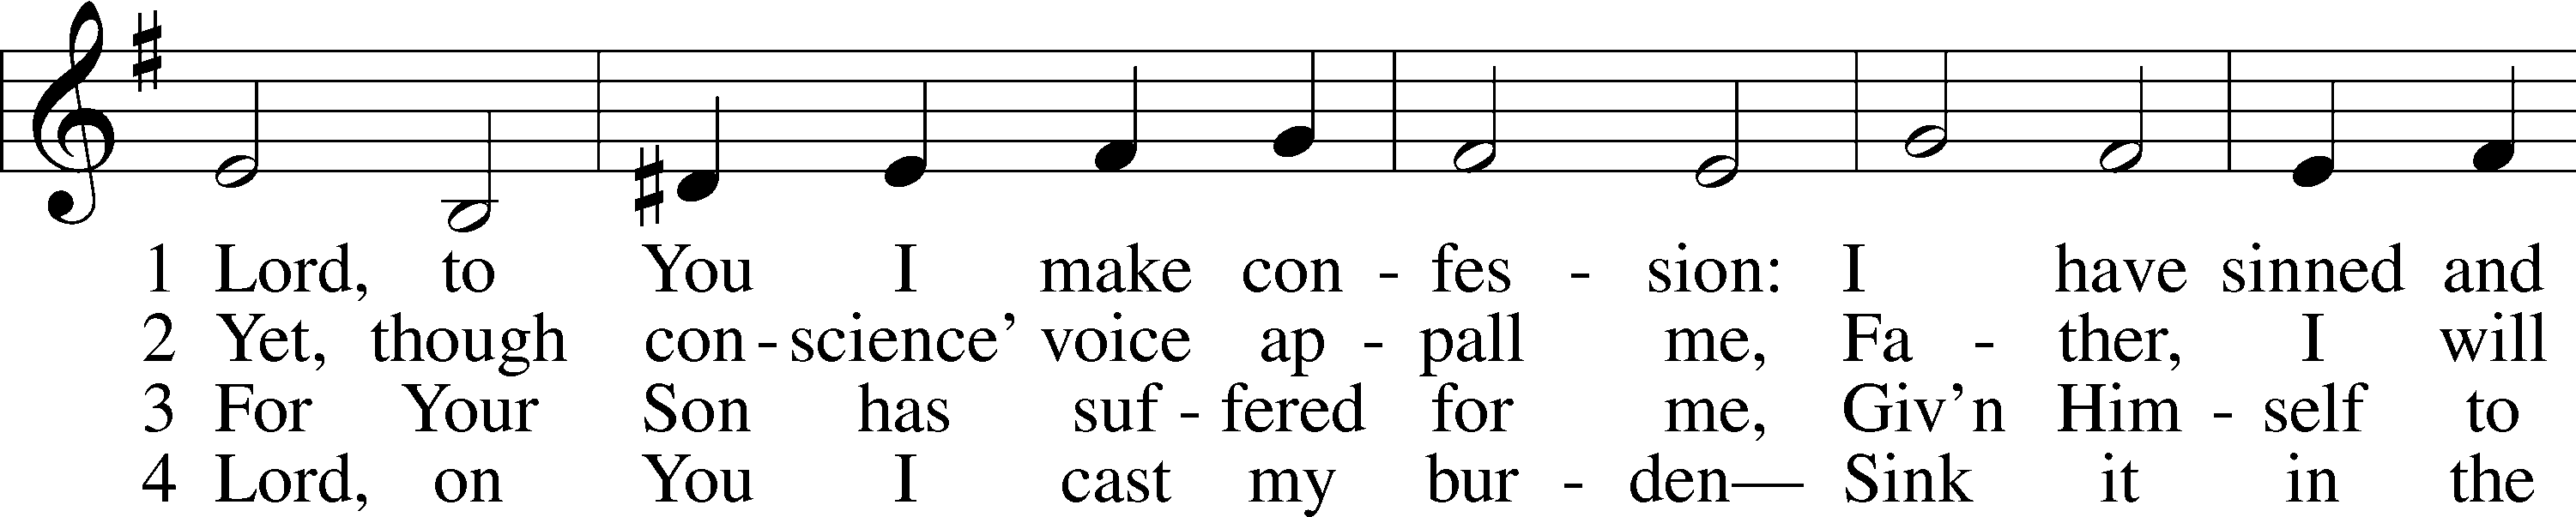 1 Lord, to You I make con - fes - sion: I have sinned and
2 Yet, though con - science’ voice ap - pall me, Fa - ther, I will
3 For Your Son has suf - fered for me, Giv’n Him - self to
4 Lord, on You I cast my bur - den— Sink it in the